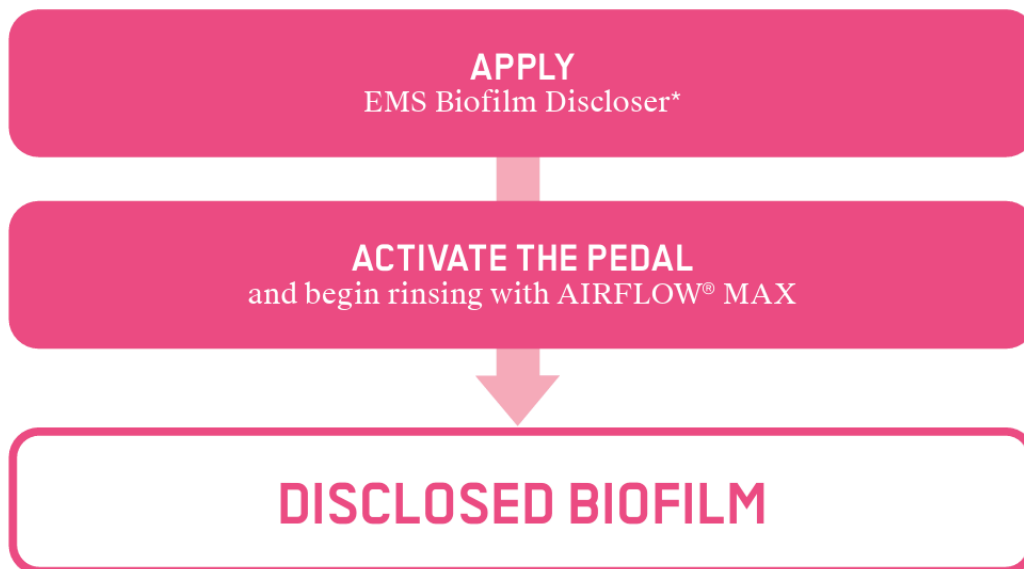 APPLY
EMS Biofilm Discloser*
ACTIVATE THE PEDAL
and begin rinsing with AIRFLOW® MAX
DISCLOSED BIOFILM